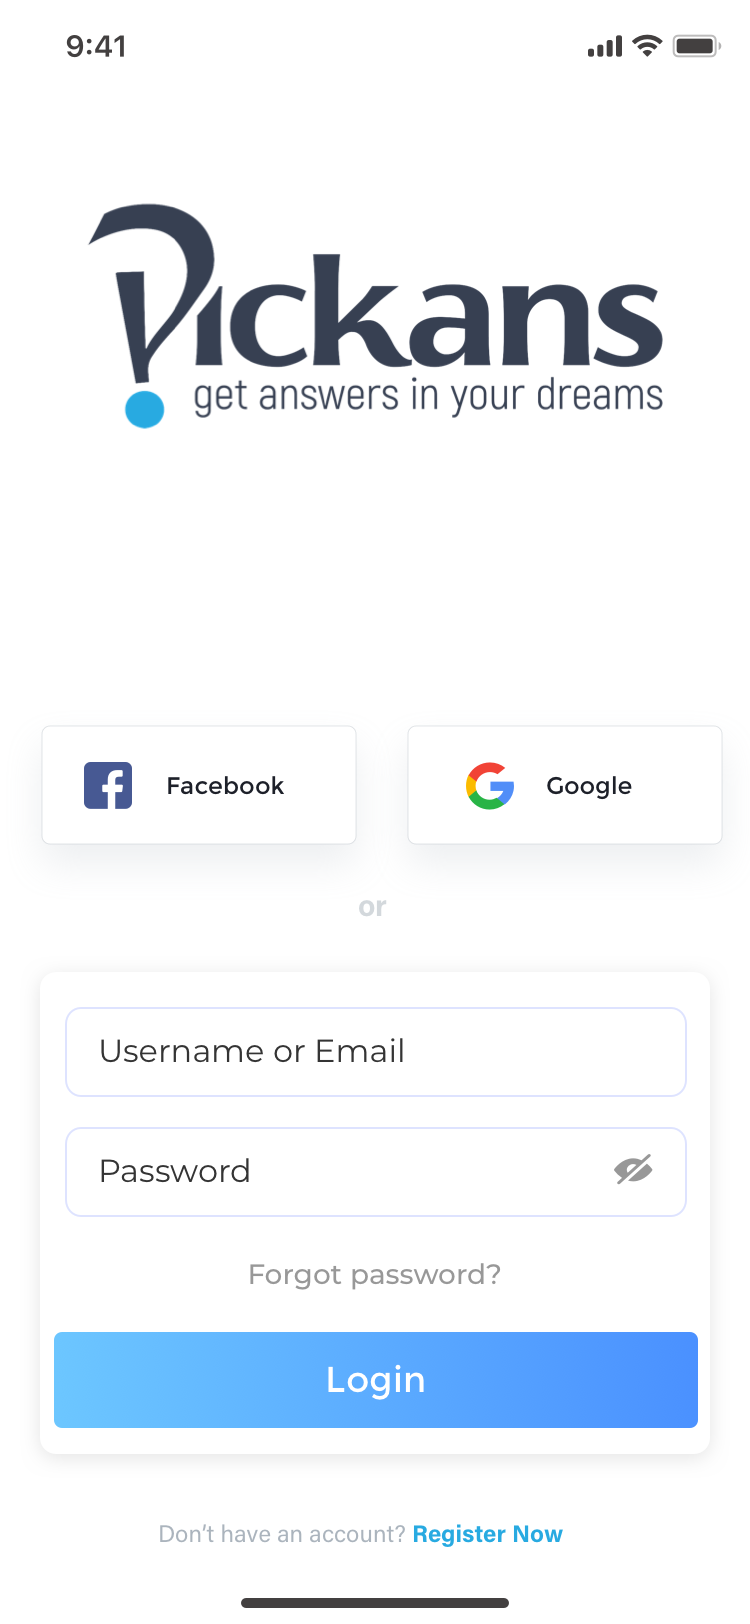 9:41
Pickans
get answers in your dreams
Facebook
Google
or
Username or Email
Password
Forgot password?
Login
Don't have an account? Register Now